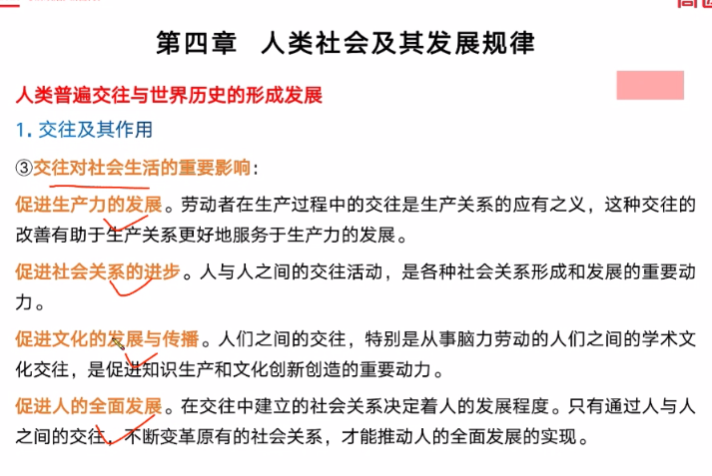 第四章 人类社会及其发展规律
人类普遍交往与世界历史的形成发展
1. 交往及其作用
③交往对社会生活的重要影响：
促进生产力的发展。劳动者在生产过程中的交往是生产关系的应有之义，这种交往的
改善有助于生产关系更好地服务于生产力的发展。
促进社会关系的进步。人与人之间的交往活动，是各种社会关系形成和发展的重要动
力。
促进文化的发展与传播。人们之间的交往，特别是从事脑力劳动的人们之间的学术文
化交往，是促进知识生产和文化创新创造的重要动力。
促进人的全面发展。在交往中建立的社会关系决定着人的发展程度。只有通过人与人
之间的交往，不断变革原有的社会关系，才能推动人的全面发展的实现。